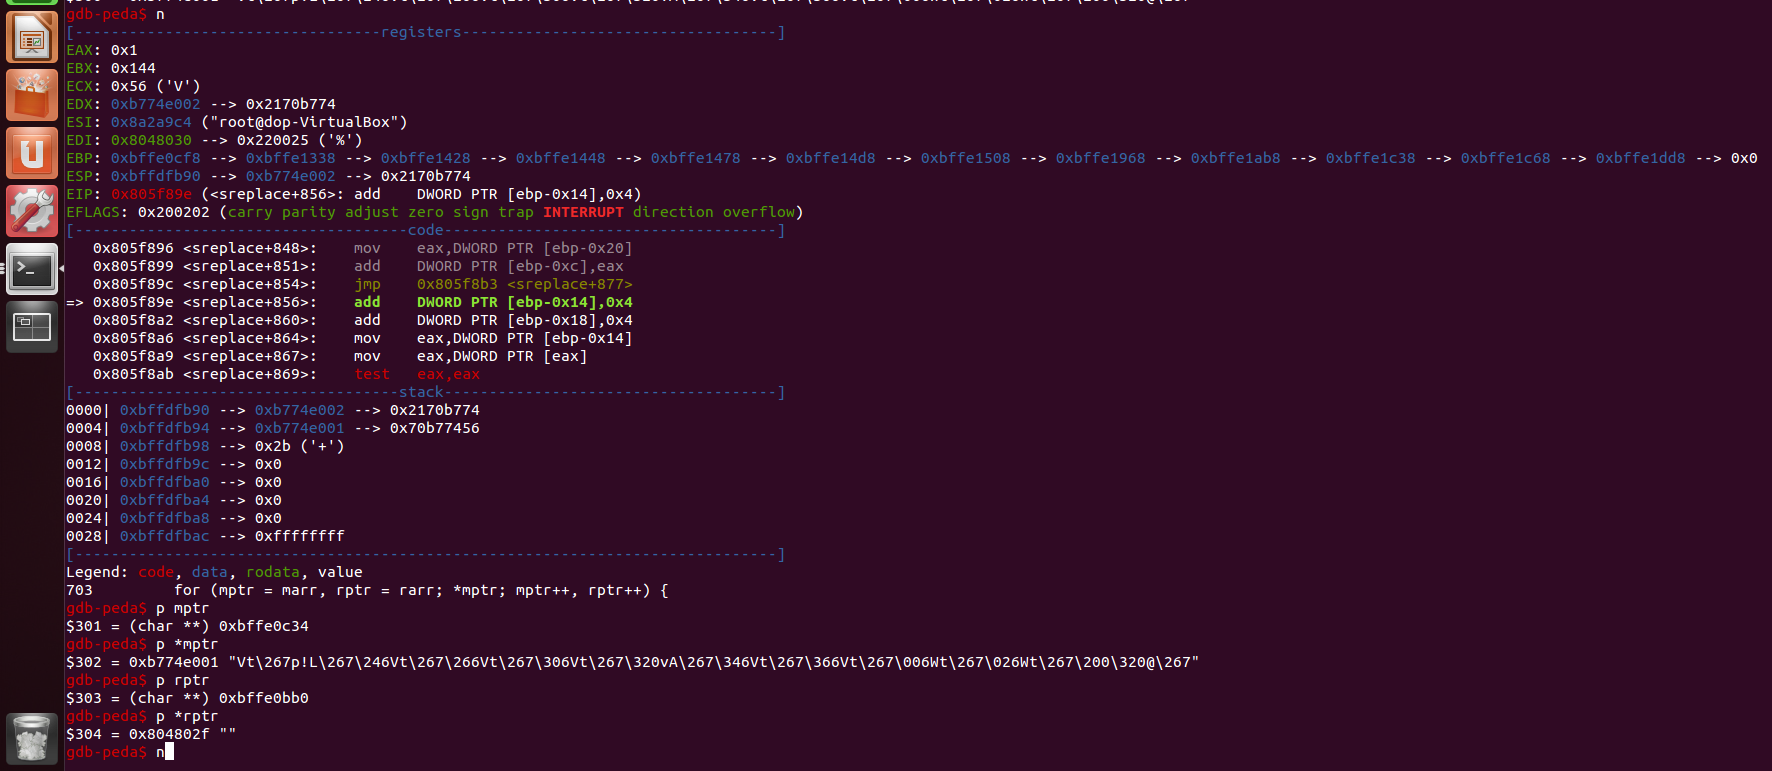 gdb-peda$ n
[----------------------------------registers-----------------------------------]
EAX: 0x1
EBX: 0x144
ECX: 0x56 ('V')
EDX: 0xb774e002 --> 0x2170b774
ESI: 0x8a2a9c4 ("root@dop-VirtualBox")
EDI: 0x8048030 --> 0x220025 ('%')
EBP: 0xbffe0cf8 --> 0xbffe1338 --> 0xbffe1428 --> 0xbffe1448 --> 0xbffe1478 --> 0xbffe14d8 --> 0xbffe1508 --> 0xbffe1968 --> 0xbffe1ab8 --> 0xbffe1c38 --> 0xbffe1c68 --> 0xbffe1dd8 --> 0x0
ESP: 0xbffdfb90 --> 0xb774e002 --> 0x2170b774
EIP: 0x805f89e (<sreplace+856>: add    DWORD PTR [ebp-0x14],0x4)
EFLAGS: 0x200202 (carry parity adjust zero sign trap INTERRUPT direction overflow)
[-------------------------------------code-------------------------------------]
   0x805f896 <sreplace+848>:    mov    eax,DWORD PTR [ebp-0x20]
   0x805f899 <sreplace+851>:    add    DWORD PTR [ebp-0xc],eax
   0x805f89c <sreplace+854>:    jmp    0x805f8b3 <sreplace+877>
=> 0x805f89e <sreplace+856>:    add    DWORD PTR [ebp-0x14],0x4
   0x805f8a2 <sreplace+860>:    add    DWORD PTR [ebp-0x18],0x4
   0x805f8a6 <sreplace+864>:    mov    eax,DWORD PTR [ebp-0x14]
   0x805f8a9 <sreplace+867>:    mov    eax,DWORD PTR [eax]
   0x805f8ab <sreplace+869>:    test   eax,eax
[------------------------------------stack-------------------------------------]
0000| 0xbffdfb90 --> 0xb774e002 --> 0x2170b774
0004| 0xbffdfb94 --> 0xb774e001 --> 0x70b77456
0008| 0xbffdfb98 --> 0x2b ('+')
0012| 0xbffdfb9c --> 0x0
0016| 0xbffdfba0 --> 0x0
0020| 0xbffdfba4 --> 0x0
0024| 0xbffdfba8 --> 0x0
0028| 0xbffdfbac --> 0xffffffff
[------------------------------------------------------------------------------]
Legend: code, data, rodata, value
703         for (mptr = marr, rptr = rarr; *mptr; mptr++, rptr++) {
gdb-peda$ p mptr
$301 = (char **) 0xbffe0c34
gdb-peda$ p *mptr
$302 = 0xb774e001 "Vt\267p!L\267\246Vt\267\266Vt\267\306Vt\267\320vA\267\346Vt\267\366Vt\267\006Wt\267\026Wt\267\200\320@\267"
gdb-peda$ p rptr
$303 = (char **) 0xbffe0bb0
gdb-peda$ p *rptr
$304 = 0x804802f ""
gdb-peda$ n